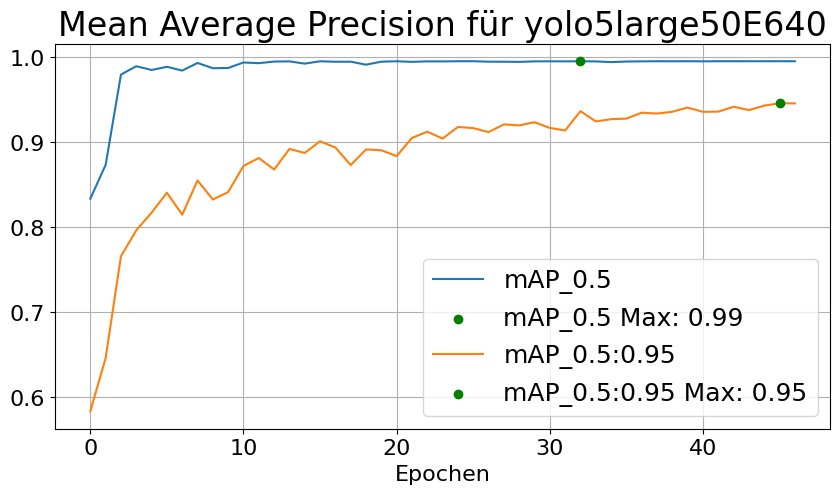 Mean Average Precision für yolo5large50E640
1.0
0.9
0.8
0.7
0.6
mAP_0.5
mAP_0.5 Max: 0.99
mAP_0.5:0.95
mAP_0.5:0.95 Max: 0.95
0
10
20
30
40
Epochen